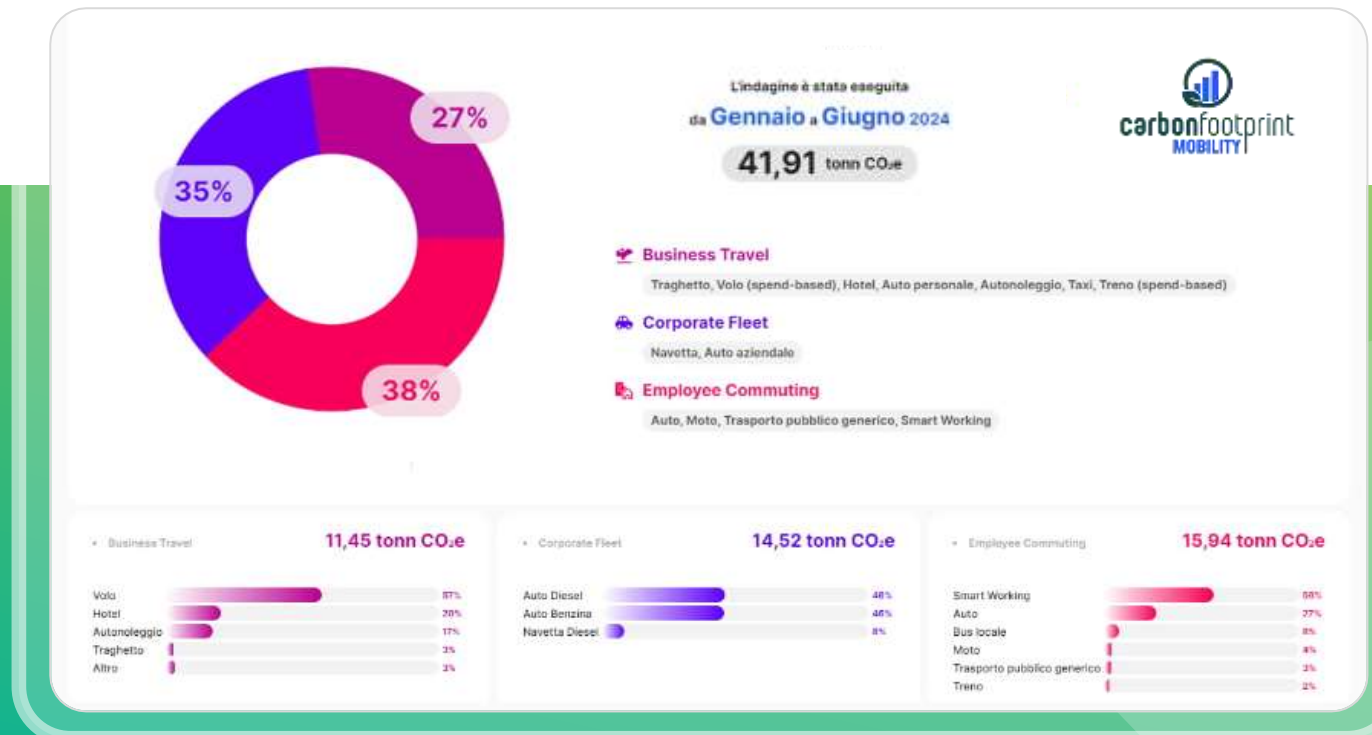 27%
35%
38%
L'indagine è stata eseguita
da Gennaio a Giugno 2024
41,91 tonn CO₂e
carbonfootprint
MOBILITY
Business Travel
Traghetto, Volo (spend-based), Hotel, Auto personale, Autonoleggio, Taxi, Treno (spend-based)
Corporate Fleet
Navetta, Auto aziendale
Employee Commuting
Auto, Moto, Trasporto pubblico generico, Smart Working
• Business Travel
11,45 tonn CO₂e
Volo 57%
Hotel 20%
Autonoleggio 17%
Traghetto 3%
Altro 3%
• Corporate Fleet
14,52 tonn CO₂e
Auto Diesel 46%
Auto Benzina 46%
Navetta Diesel 8%
• Employee Commuting
15,94 tonn CO₂e
Smart Working 56%
Auto 27%
Bus locale 8%
Moto 4%
Trasporto pubblico generico 3%
Treno 2%